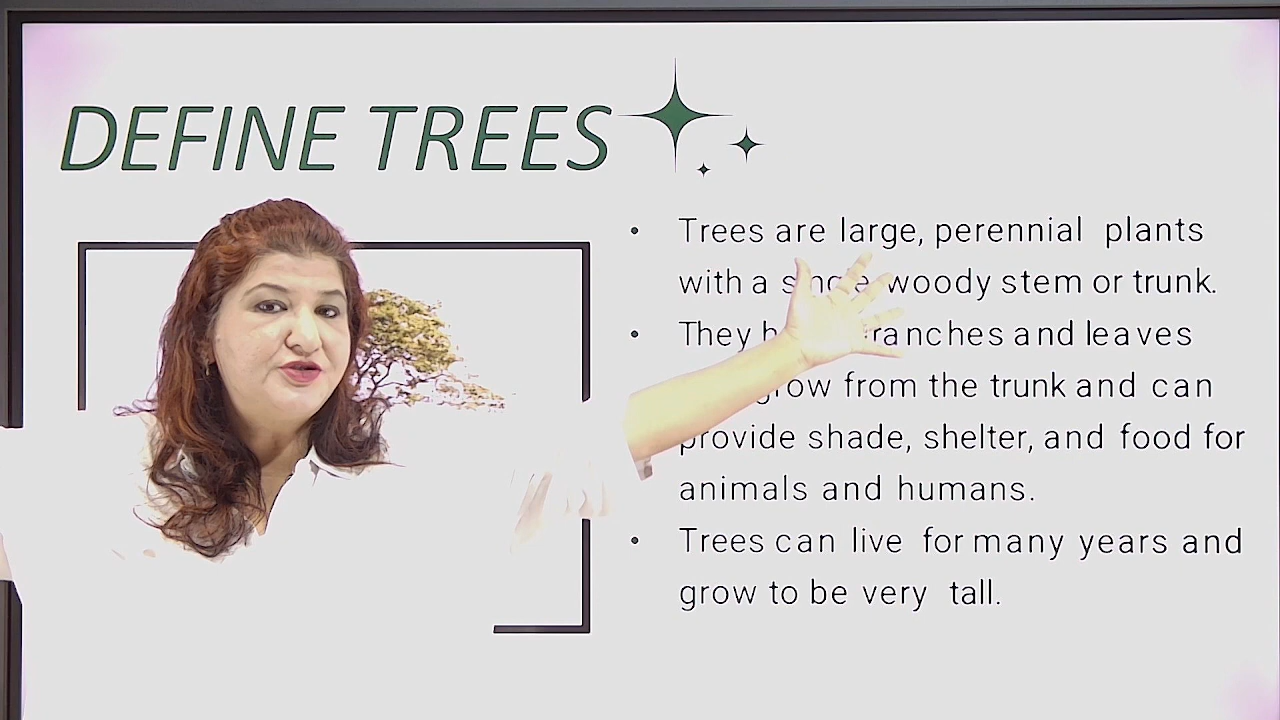 DEFINE TREES
• Trees are large, perennial plants
with a single woody stem or trunk.
• They branches and leaves
grow from the trunk and can
provide shade, shelter, and food for
animals and humans.
• Trees can live for many years and
grow to be very tall.